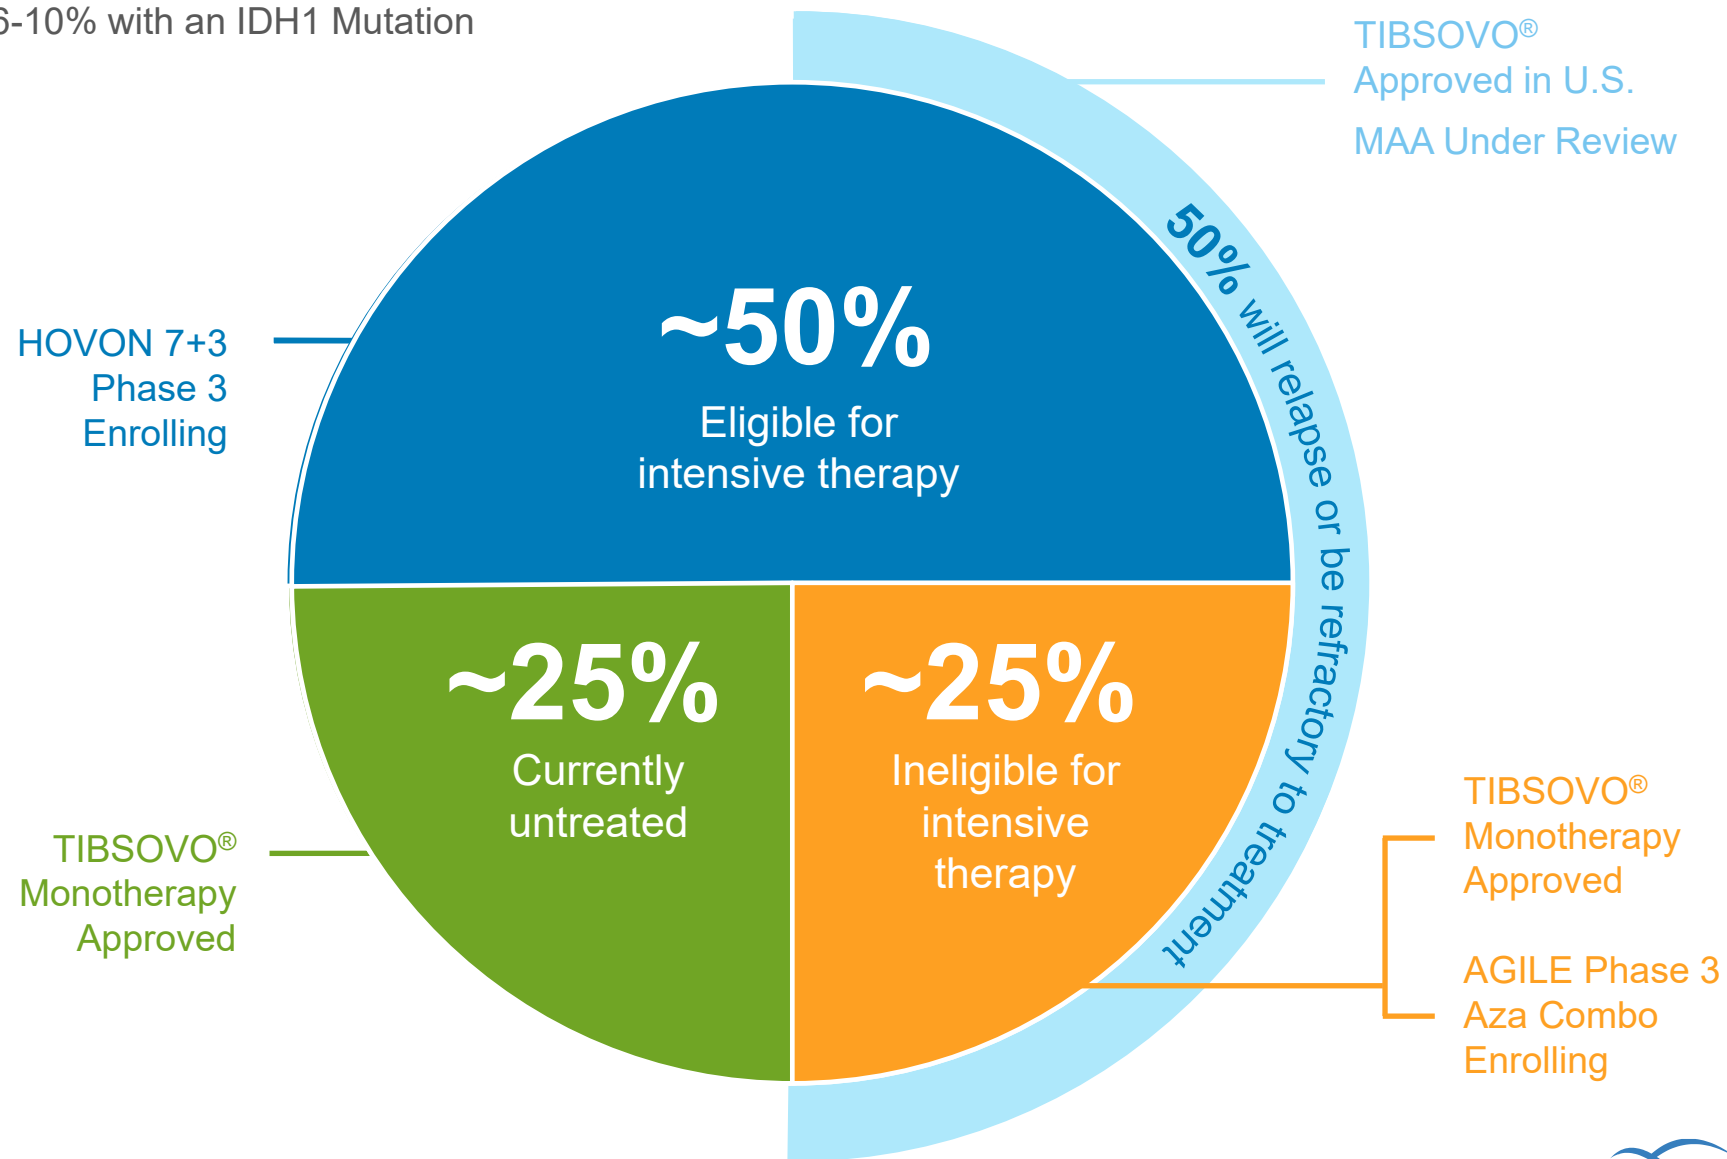 6-10% with an IDH1 Mutation
TIBSOVO®
Approved in U.S.
MAA Under Review
50% will relapse or be refractory to treatment
HOVON 7+3
Phase 3
Enrolling
~50%
Eligible for
intensive therapy
~25%
Currently
untreated
~25%
Ineligible for
intensive
therapy
TIBSOVO®
Monotherapy
Approved
TIBSOVO®
Monotherapy
Approved
AGILE Phase 3
Aza Combo
Enrolling